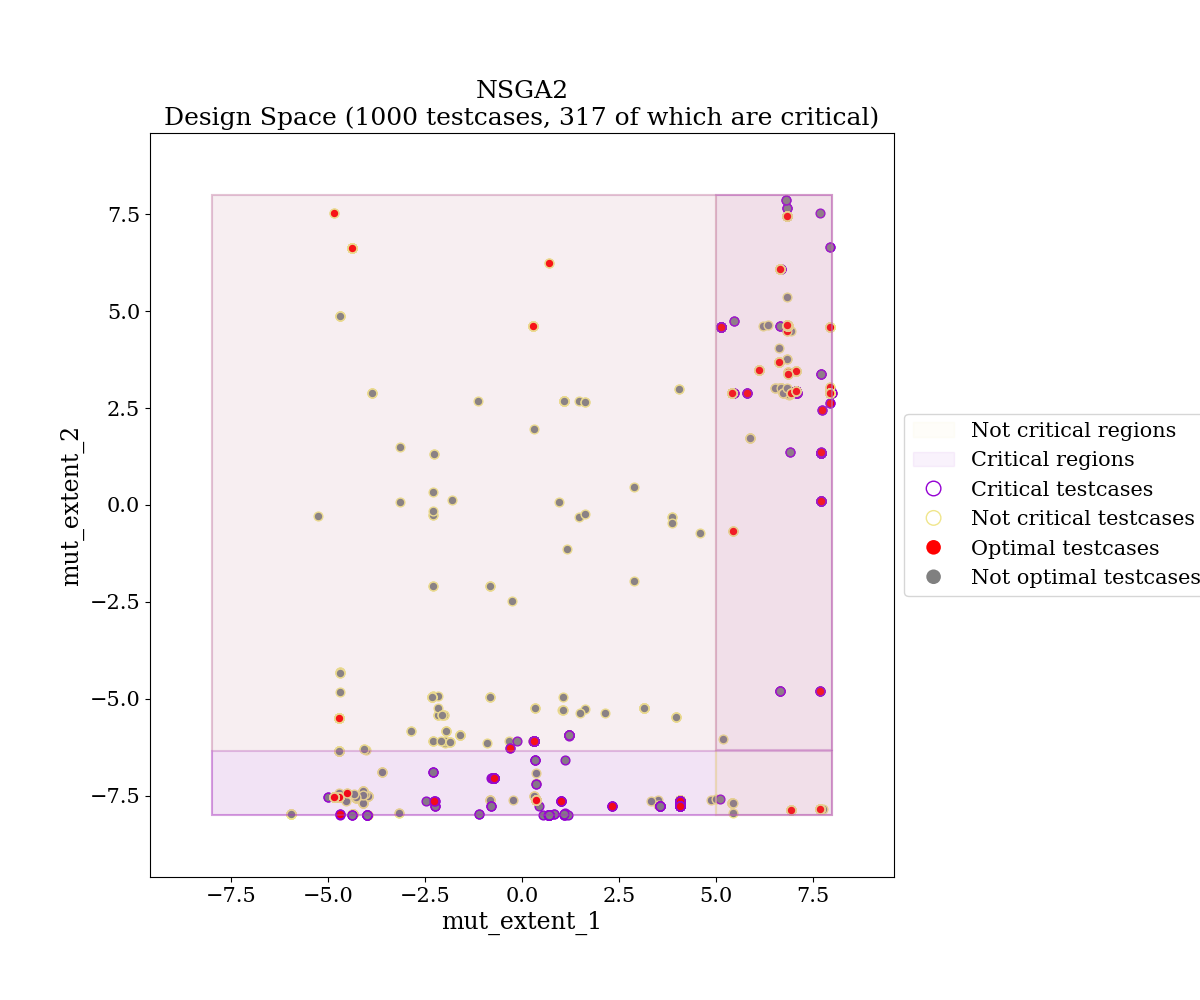 NSGA2
Design Space (1000 testcases, 317 of which are critical)
mut_extent_2
7.5
5.0
2.5
0.0
−2.5
−5.0
−7.5
−7.5
−5.0
−2.5
0.0
2.5
5.0
7.5
mut_extent_1
Not critical regions
Critical regions
Critical testcases
Not critical testcases
Optimal testcases
Not optimal testcases